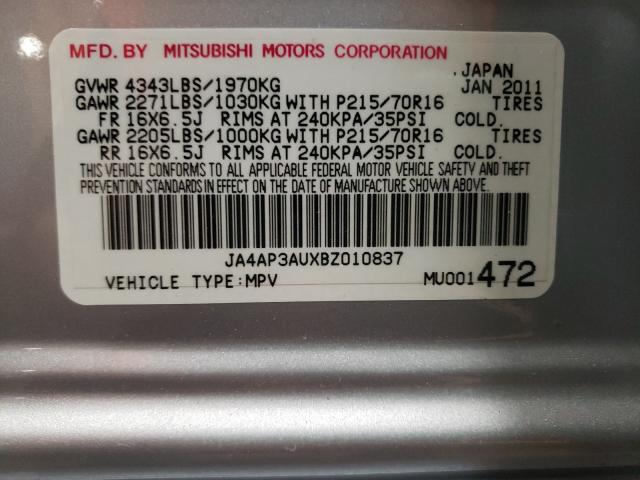 MFD. BY MITSUBISHI MOTORS CORPORATION
.JAPAN
GVWR 4343LBS/1970KG JAN 2011
GAWR 2271LBS/1030KG WITH P215/70R16 TIRES
FR 16X6.5J RIMS AT 240KPA/35PSI COLD.
GAWR 2205LBS/1000KG WITH P215/70R16 TIRES
RR 16X6.5J RIMS AT 240KPA/35PSI COLD.
THIS VEHICLE CONFORMS TO ALL APPLICABLE FEDERAL MOTOR VEHICLE SAFETY AND THEFT
PREVENTION STANDARDS IN EFFECT ON THE DATE OF MANUFACTURE SHOWN ABOVE.
JA4AP3AUXBZ010837
VEHICLE TYPE:MPV MU001472